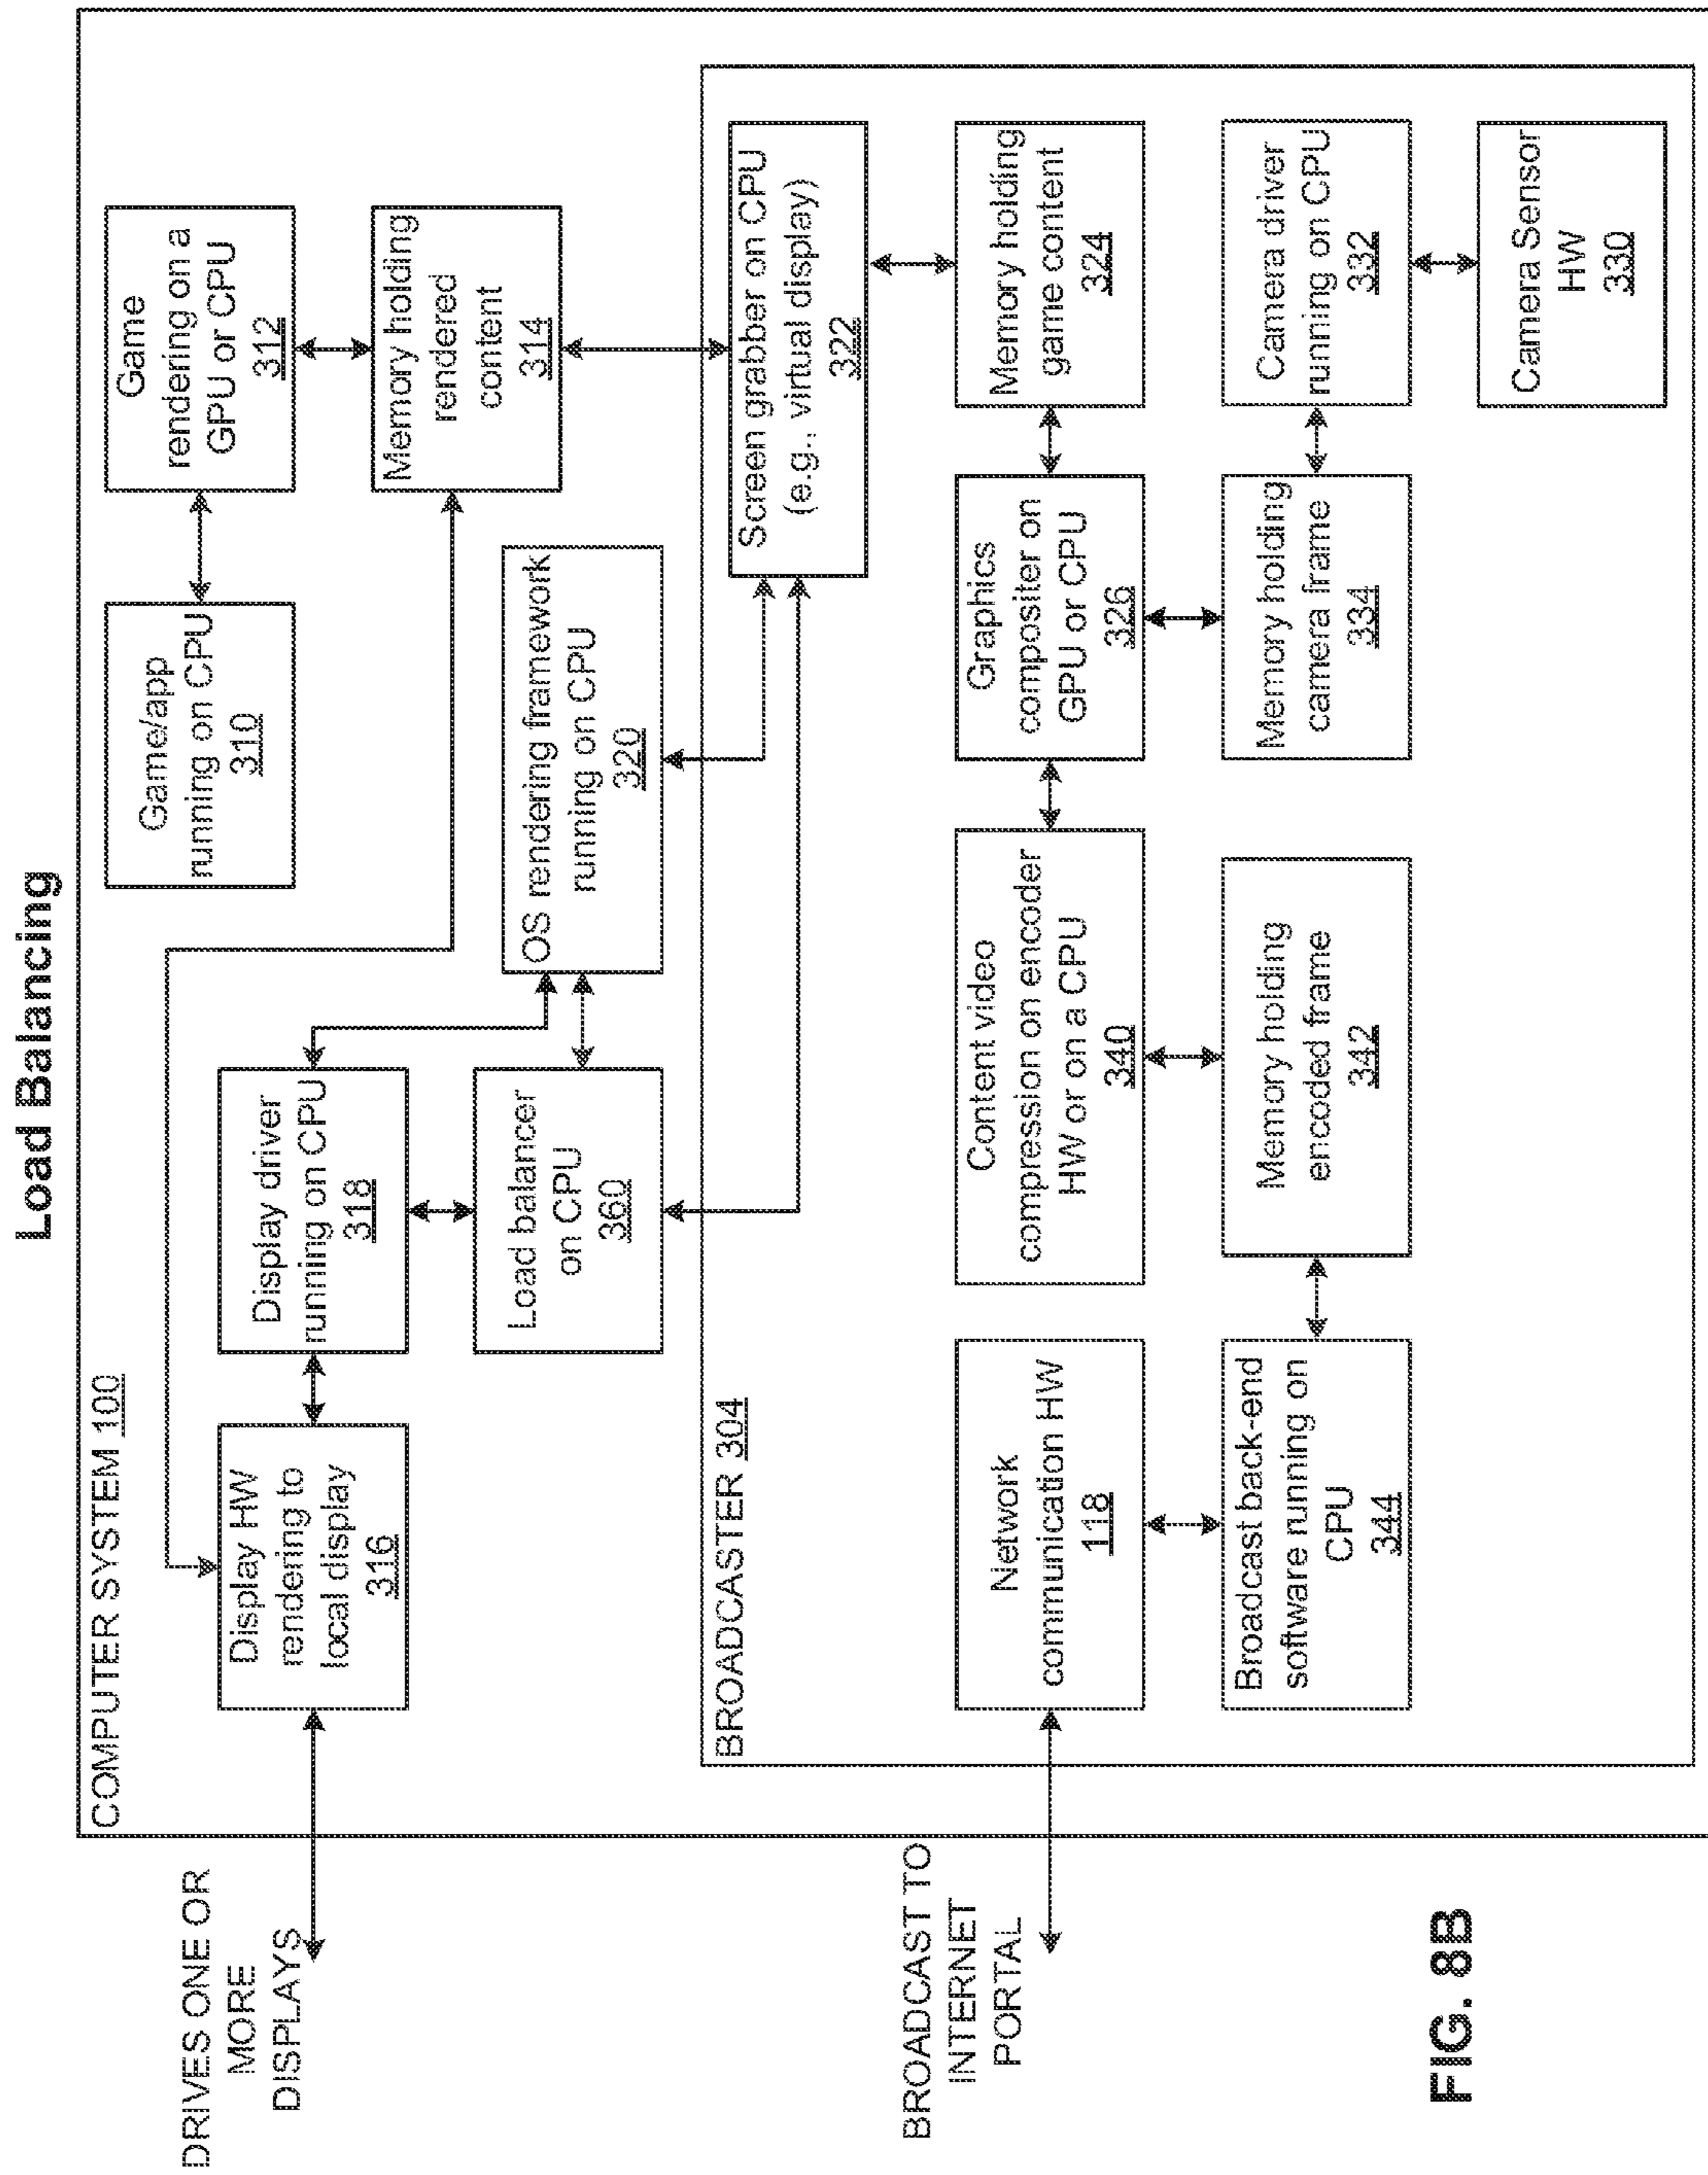 Load Balancing
COMPUTER SYSTEM 100
DRIVES ONE OR
MORE
DISPLAYS
Display HW
rendering to
local display
316
Display driver
running on CPU
318
Load balancer
on CPU
360
Game/app
running on CPU
310
Game
rendering on a
GPU or CPU
312
Memory holding
rendered
content
314
OS rendering framework
running on CPU
320
BROADCASTER 304
Screen grabber on CPU
(e.g., virtual display)
322
BROADCAST TO
INTERNET
PORTAL
Network
communication HW
118
Content video
compression on encoder
HW or on a CPU
340
Graphics
compositer on
GPU or CPU
326
Memory holding
game content
324
Broadcast back-end
software running on
CPU
344
Memory holding
encoded frame
342
Memory holding
camera frame
334
Camera driver
running on CPU
332
Camera Sensor
HW
330
FIG. 8B